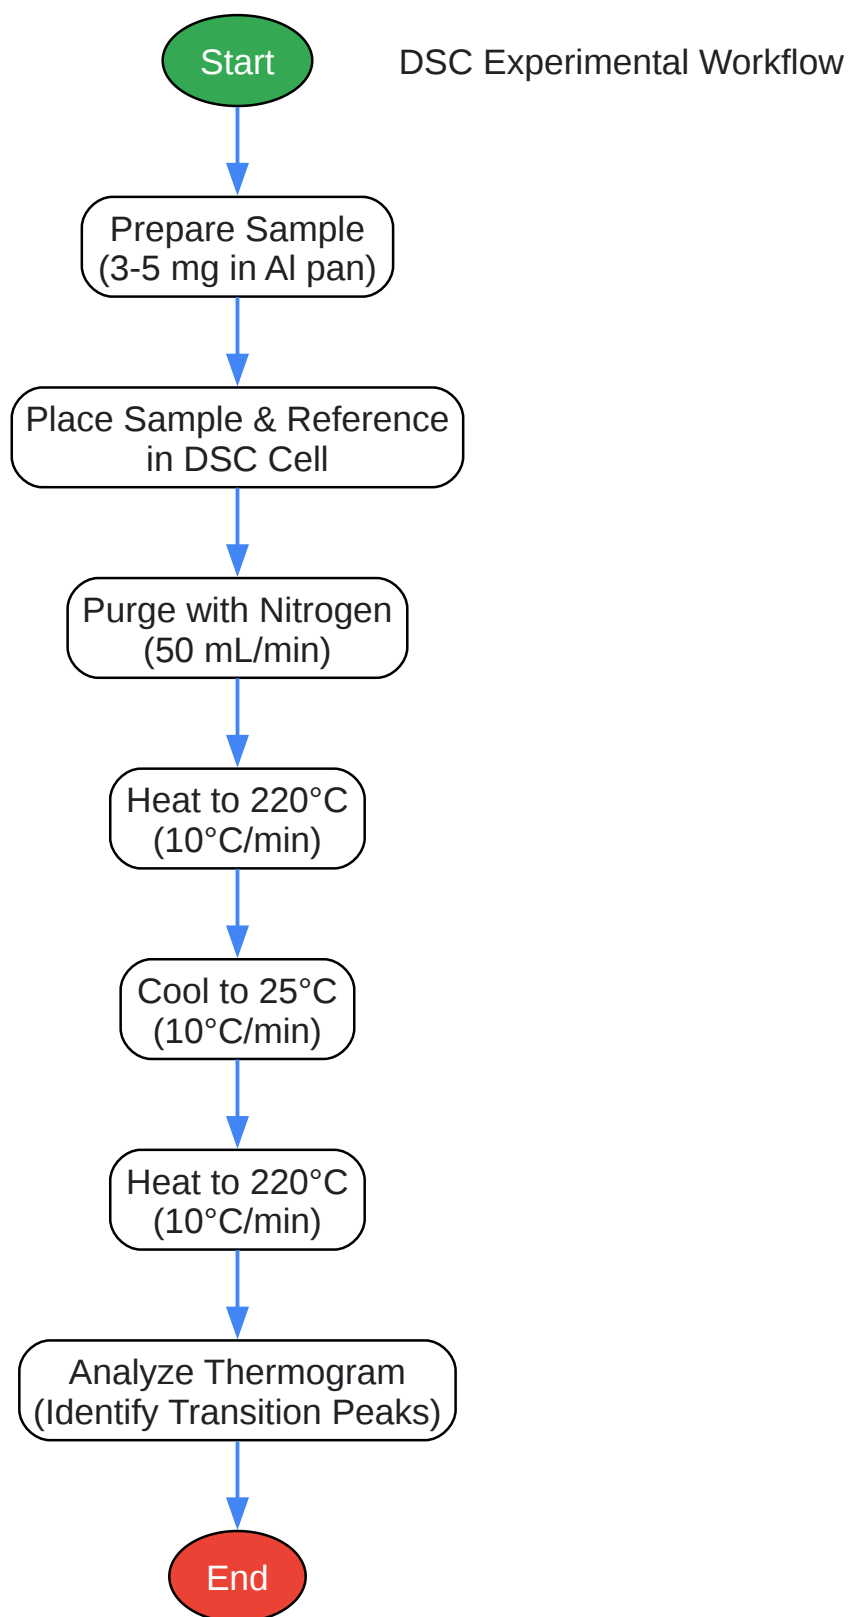 Start
DSC Experimental Workflow
Prepare Sample
(3-5 mg in Al pan)
Place Sample & Reference
in DSC Cell
Purge with Nitrogen
(50 mL/min)
Heat to 220°C
(10°C/min)
Cool to 25°C
(10°C/min)
Heat to 220°C
(10°C/min)
Analyze Thermogram
(Identify Transition Peaks)
End